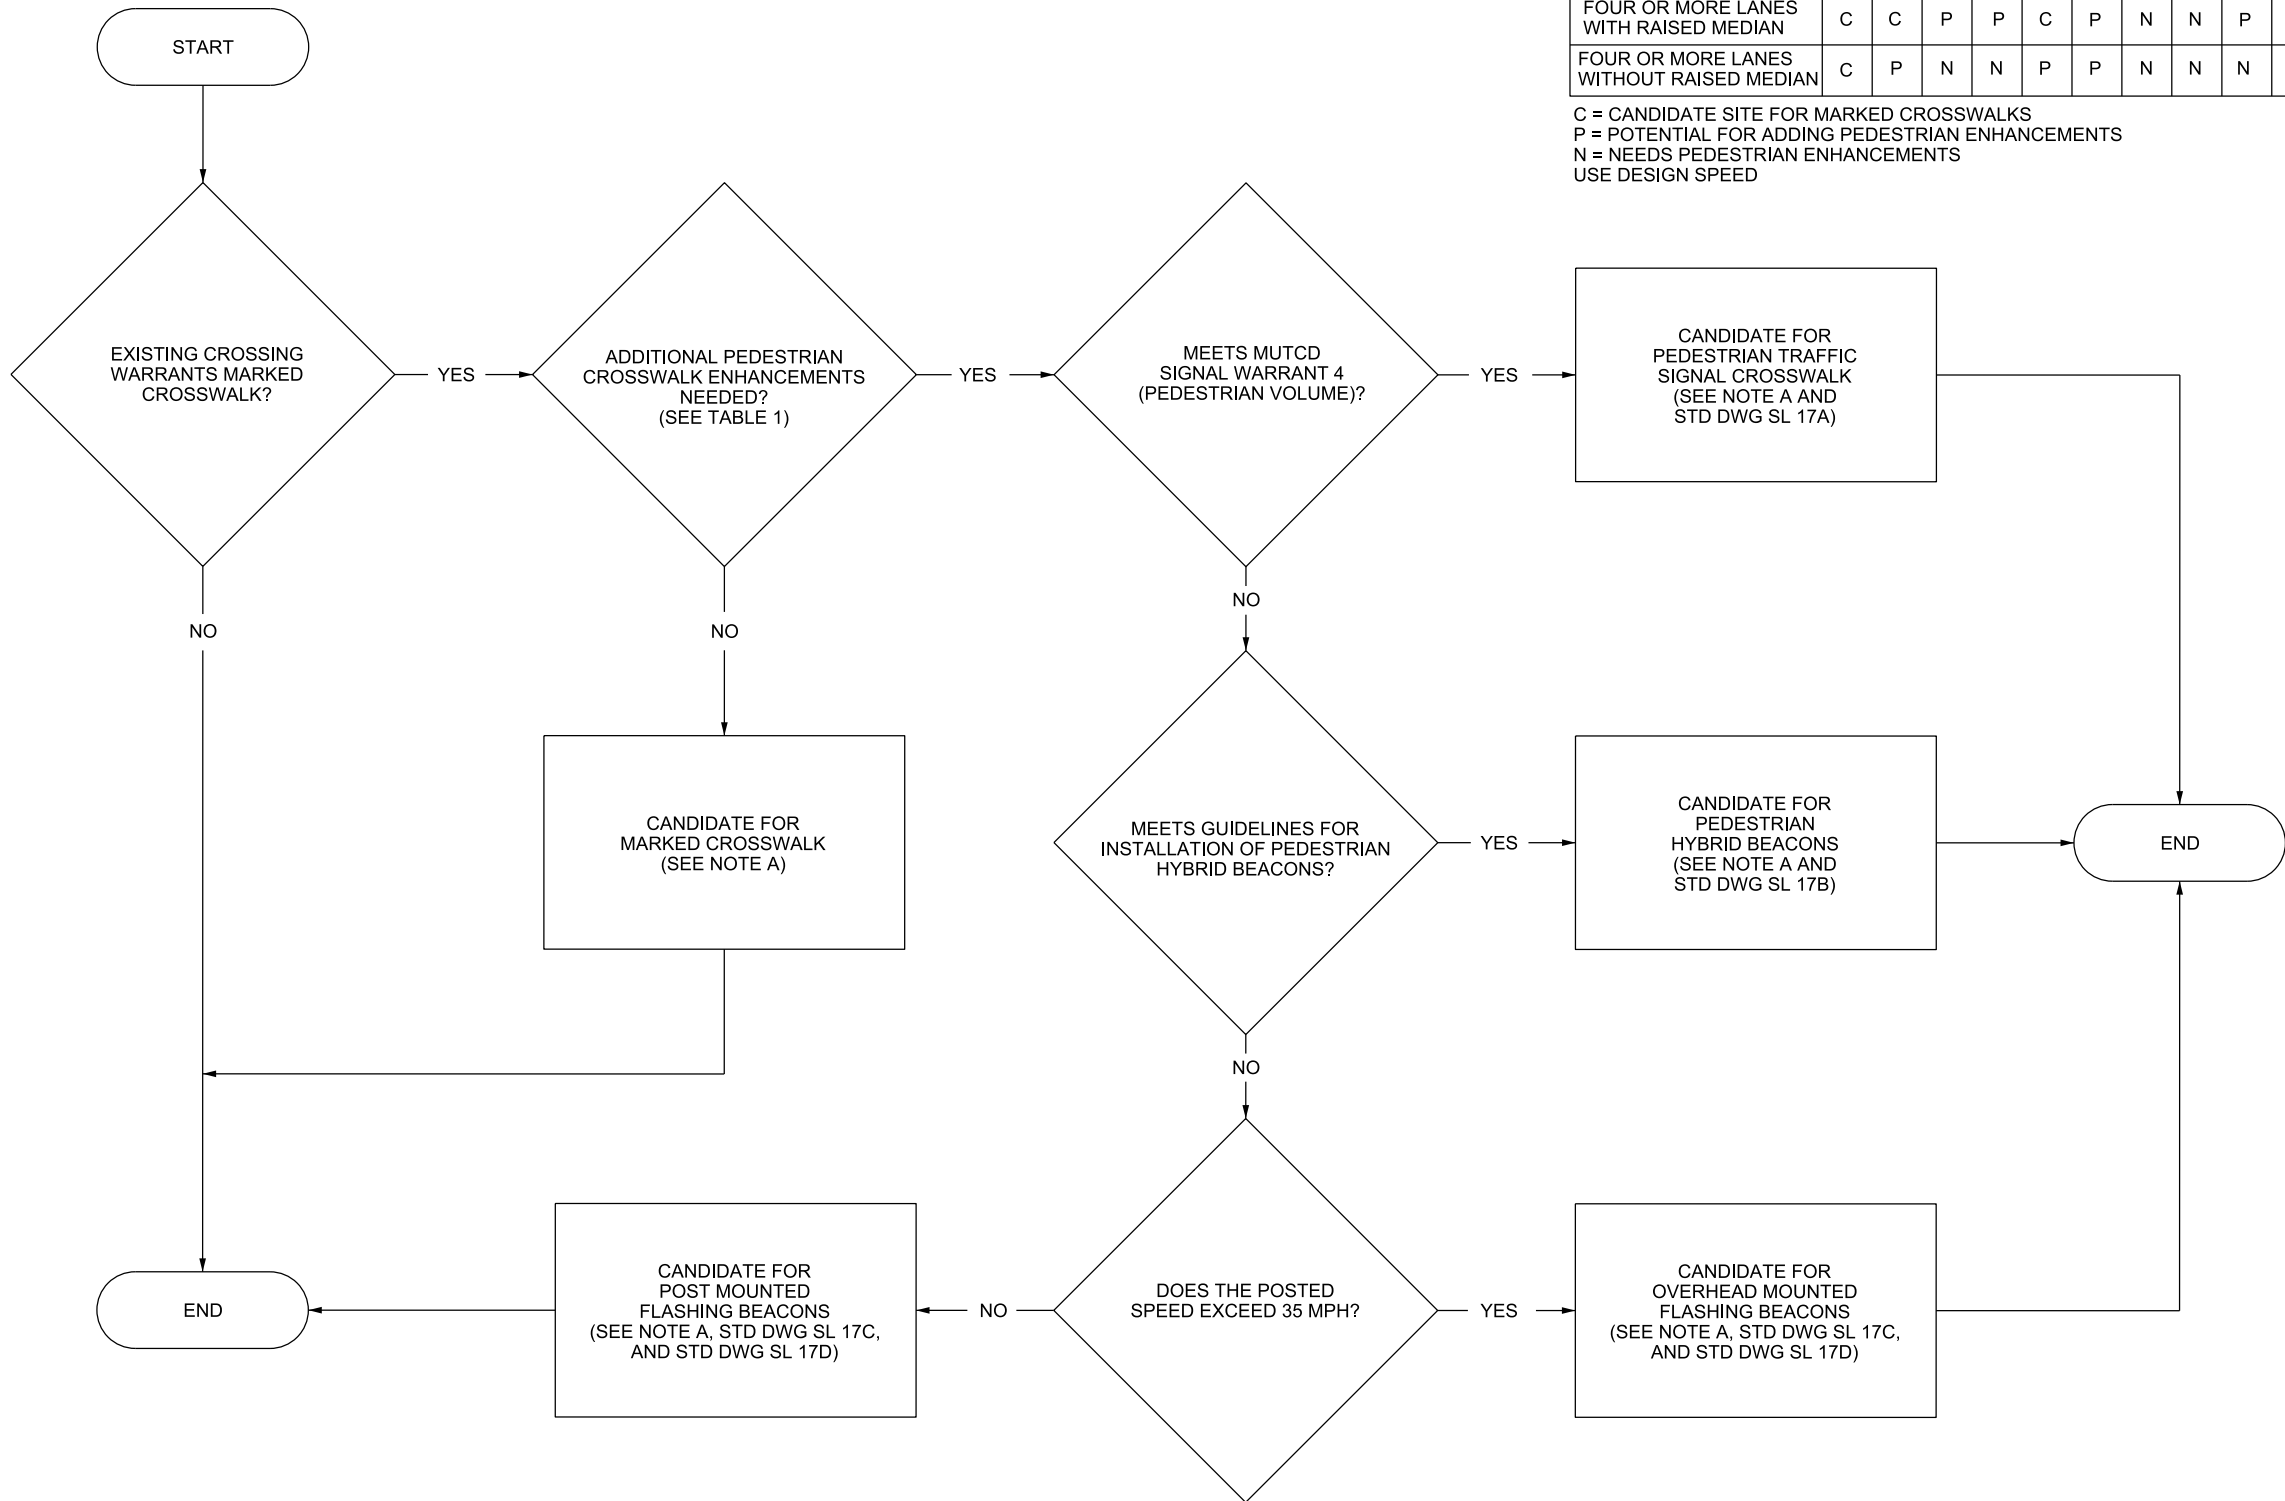 START
FOUR OR MORE LANES
WITH RAISED MEDIAN
C C P P C P N N P
FOUR OR MORE LANES
WITHOUT RAISED MEDIAN
C P N N P P N N N
C = CANDIDATE SITE FOR MARKED CROSSWALKS
P = POTENTIAL FOR ADDING PEDESTRIAN ENHANCEMENTS
N = NEEDS PEDESTRIAN ENHANCEMENTS
USE DESIGN SPEED
EXISTING CROSSING
WARRANTS MARKED
CROSSWALK?
YES
ADDITIONAL PEDESTRIAN
CROSSWALK ENHANCEMENTS
NEEDED?
(SEE TABLE 1)
YES
MEETS MUTCD
SIGNAL WARRANT 4
(PEDESTRIAN VOLUME)?
YES
CANDIDATE FOR
PEDESTRIAN TRAFFIC
SIGNAL CROSSWALK
(SEE NOTE A AND
STD DWG SL 17A)
NO
NO
NO
CANDIDATE FOR
MARKED CROSSWALK
(SEE NOTE A)
MEETS GUIDELINES FOR
INSTALLATION OF PEDESTRIAN
HYBRID BEACONS?
YES
CANDIDATE FOR
PEDESTRIAN
HYBRID BEACONS
(SEE NOTE A AND
STD DWG SL 17B)
END
NO
END
CANDIDATE FOR
POST MOUNTED
FLASHING BEACONS
(SEE NOTE A, STD DWG SL 17C,
AND STD DWG SL 17D)
NO
DOES THE POSTED
SPEED EXCEED 35 MPH?
YES
CANDIDATE FOR
OVERHEAD MOUNTED
FLASHING BEACONS
(SEE NOTE A, STD DWG SL 17C,
AND STD DWG SL 17D)